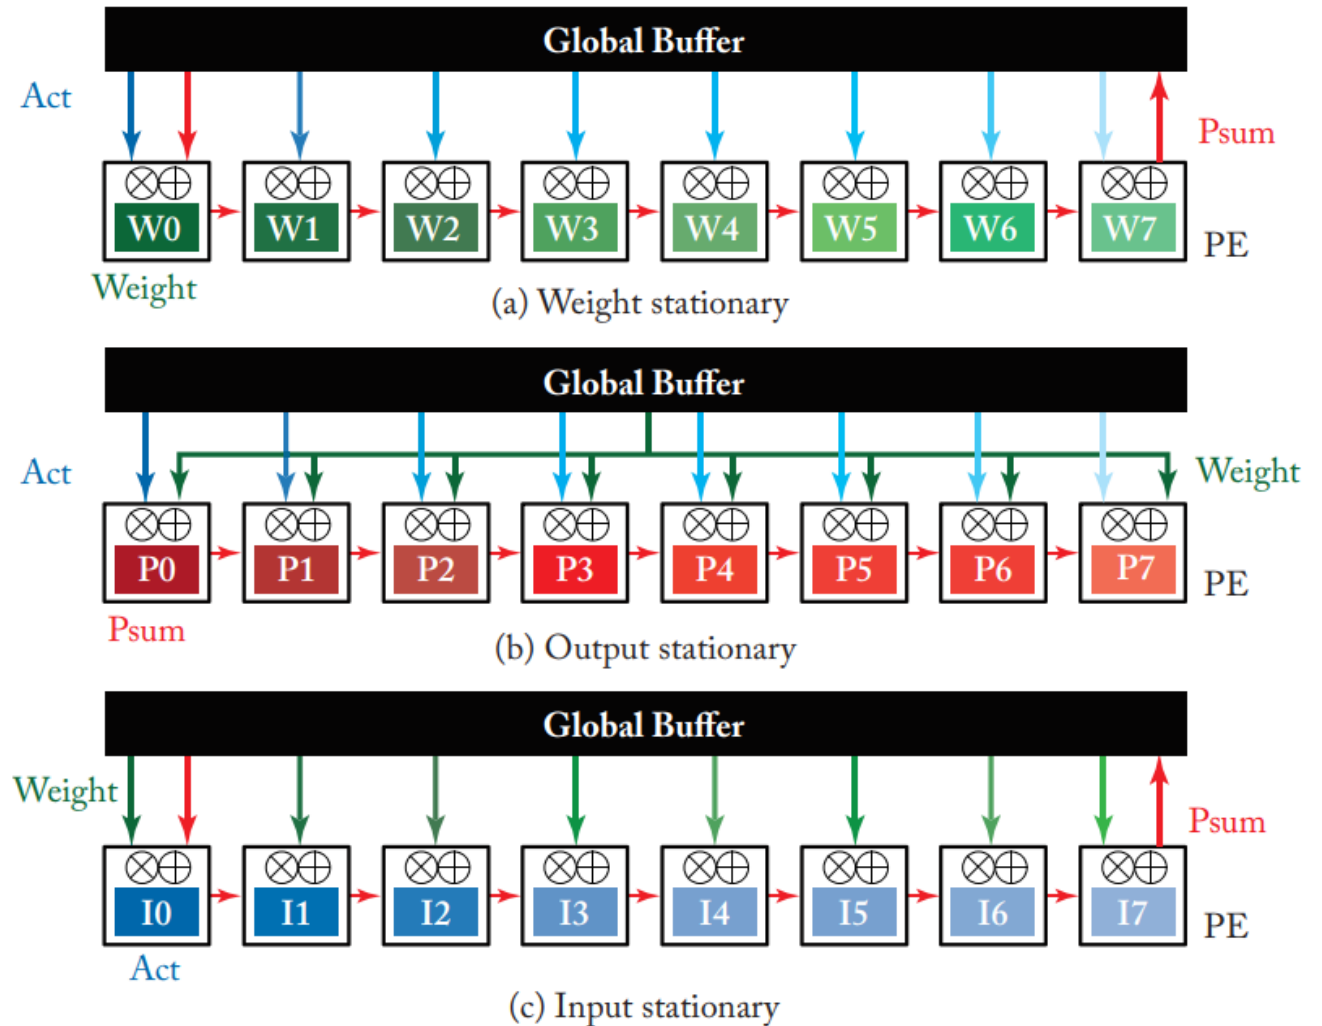 Global Buffer
Act
Psum
W0 W1 W2 W3 W4 W5 W6 W7
PE
Weight
(a) Weight stationary
Global Buffer
Act
Weight
P0 P1 P2 P3 P4 P5 P6 P7
PE
Psum
(b) Output stationary
Global Buffer
Weight
Psum
I0 I1 I2 I3 I4 I5 I6 I7
PE
Act
(c) Input stationary